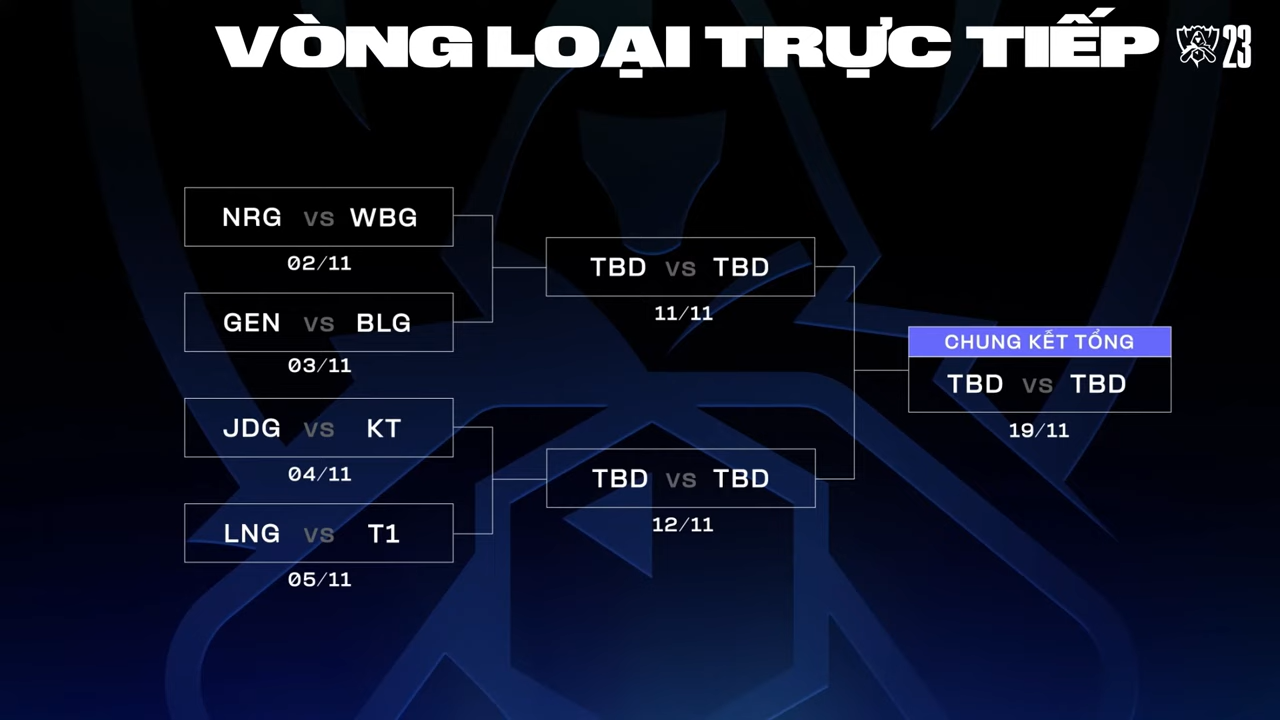 VÒNG LOẠI TRỰC TIẾP
23
NRG VS WBG
02/11
GEN VS BLG
03/11
JDG VS KT
04/11
LNG VS T1
05/11
TBD VS TBD
11/11
TBD VS TBD
12/11
CHUNG KẾT TỔNG
TBD VS TBD
19/11